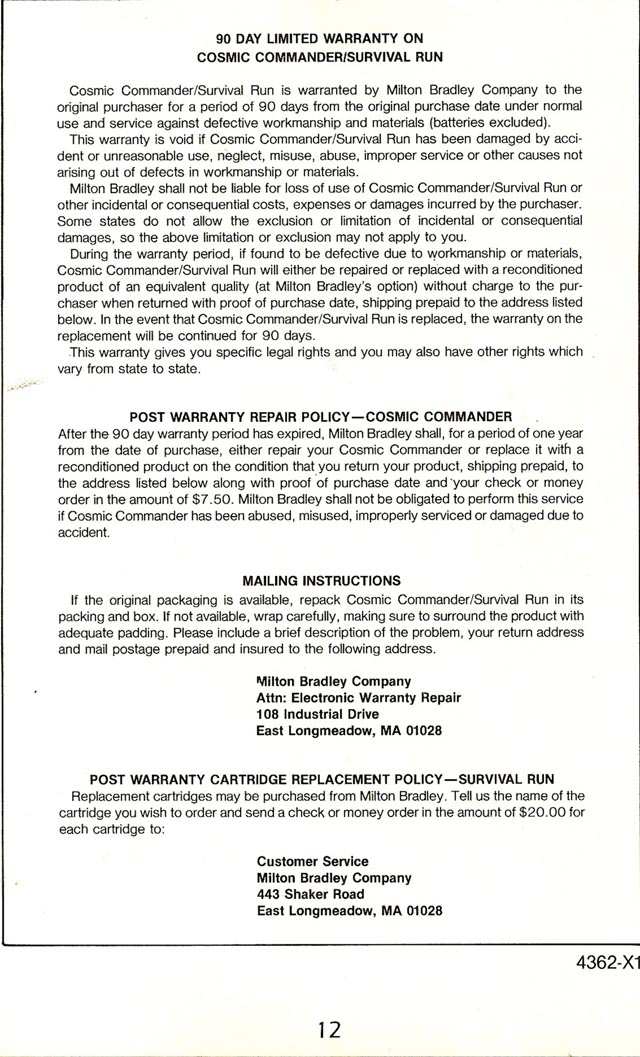 90 DAY LIMITED WARRANTY ON
COSMIC COMMANDER/SURVIVAL RUN
Cosmic Commander/Survival Run is warranted by Milton Bradley Company to the
original purchaser for a period of 90 days from the original purchase date under normal
use and service against defective workmanship and materials (batteries excluded).
This warranty is void if Cosmic Commander/Survival Run has been damaged by acci-
dent or unreasonable use, neglect, misuse, abuse, improper service or other causes not
arising out of defects in workmanship or materials.
Milton Bradley shall not be liable for loss of use of Cosmic Commander/Survival Run or
other incidental or consequential costs, expenses or damages incurred by the purchaser.
Some states do not allow the exclusion or limitation of incidental or consequential
damages, so the above limitation or exclusion may not apply to you.
During the warranty period, if found to be defective due to workmanship or materials,
Cosmic Commander/Survival Run will either be repaired or replaced with a reconditioned
product of an equivalent quality (at Milton Bradley's option) without charge to the pur-
chaser when returned with proof of purchase date, shipping prepaid to the address listed
below. In the event that Cosmic Commander/Survival Run is replaced, the warranty on the
replacement will be continued for 90 days.
This warranty gives you specific legal rights and you may also have other rights which
vary from state to state.
POST WARRANTY REPAIR POLICY—COSMIC COMMANDER
After the 90 day warranty period has expired, Milton Bradley shall, for a period of one year
from the date of purchase, either repair your Cosmic Commander or replace it with a
reconditioned product on the condition that you return your product, shipping prepaid, to
the address listed below along with proof of purchase date and your check or money
order in the amount of $7.50. Milton Bradley shall not be obligated to perform this service
if Cosmic Commander has been abused, misused, improperly serviced or damaged due to
accident.
MAILING INSTRUCTIONS
If the original packaging is available, repack Cosmic Commander/Survival Run in its
packing and box. If not available, wrap carefully, making sure to surround the product with
adequate padding. Please include a brief description of the problem, your return address
and mail postage prepaid and insured to the following address.
Milton Bradley Company
Attn: Electronic Warranty Repair
108 Industrial Drive
East Longmeadow, MA 01028
POST WARRANTY CARTRIDGE REPLACEMENT POLICY—SURVIVAL RUN
Replacement cartridges may be purchased from Milton Bradley. Tell us the name of the
cartridge you wish to order and send a check or money order in the amount of $20.00 for
each cartridge to:
Customer Service
Milton Bradley Company
443 Shaker Road
East Longmeadow, MA 01028
4362-X1
12